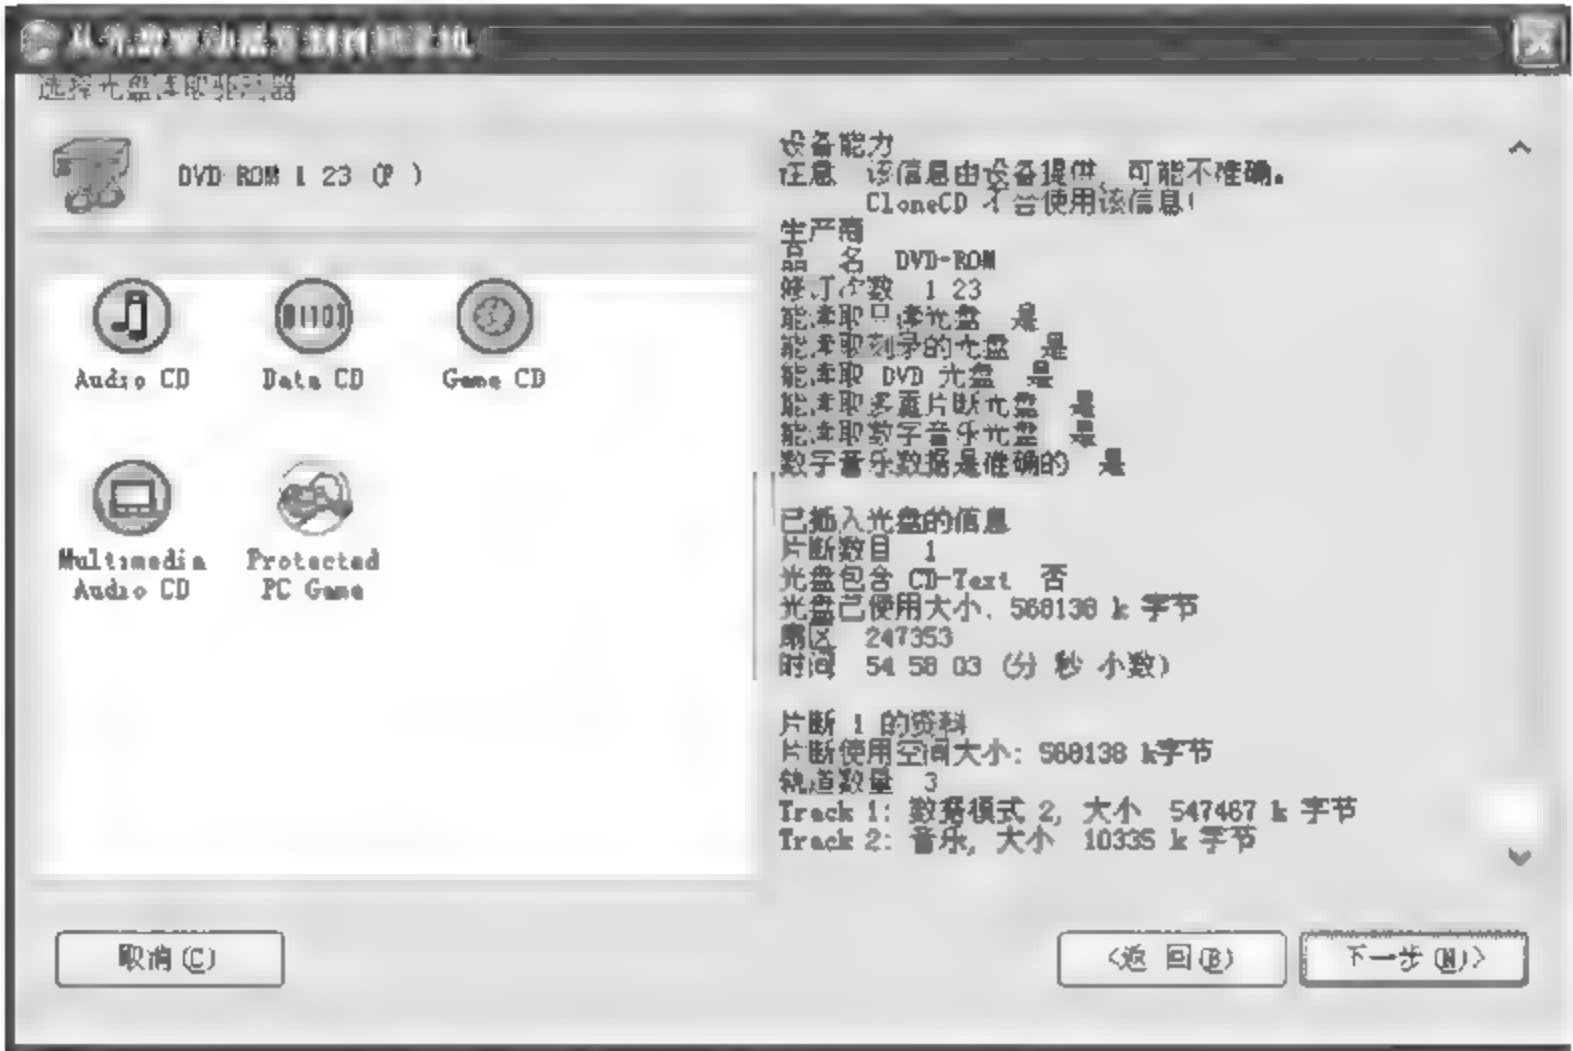 选择光盘读取驱动器
DVD-ROM 1 23 (F )
Audio CD
Data CD
Game CD
Multimedia
Audio CD
Protected
PC Game
设备能力
注意 该信息由设备提供, 可能不准确。
CloneCD 不会使用该信息!
生产商
品 名 DVD-ROM
修订次数 1 23
能读取只读光盘 是
能读取刻录的光盘 是
能读取 DVD 光盘 是
能读取多重片断光盘 是
能读取数字音乐光盘 是
数字音乐数据是准确的 是
已插入光盘的信息
片断数目 1
光盘包含 CD-Text 否
光盘已使用大小: 568138 k 字节
扇区 247353
时间 54 58 03 (分 秒 小数)
片断 1 的资料
片断使用空间大小: 568138 k字节
轨道数量 3
Track 1: 数据模式 2, 大小 547467 k 字节
Track 2: 音乐, 大小 10335 k 字节
取消(C)
<返 回(B)
下一步(N)>